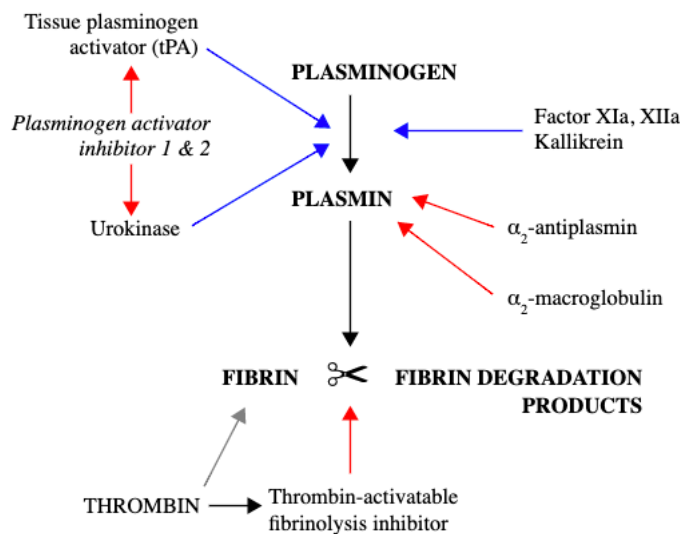 Tissue plasminogen
activator (tPA)
PLASMINOGEN
Plasminogen activator
inhibitor 1 & 2
Factor XIa, XIIa
Kallikrein
PLASMIN
Urokinase
α2-antiplasmin
α2-macroglobulin
FIBRIN
FIBRIN DEGRADATION
PRODUCTS
THROMBIN
Thrombin-activatable
fibrinolysis inhibitor